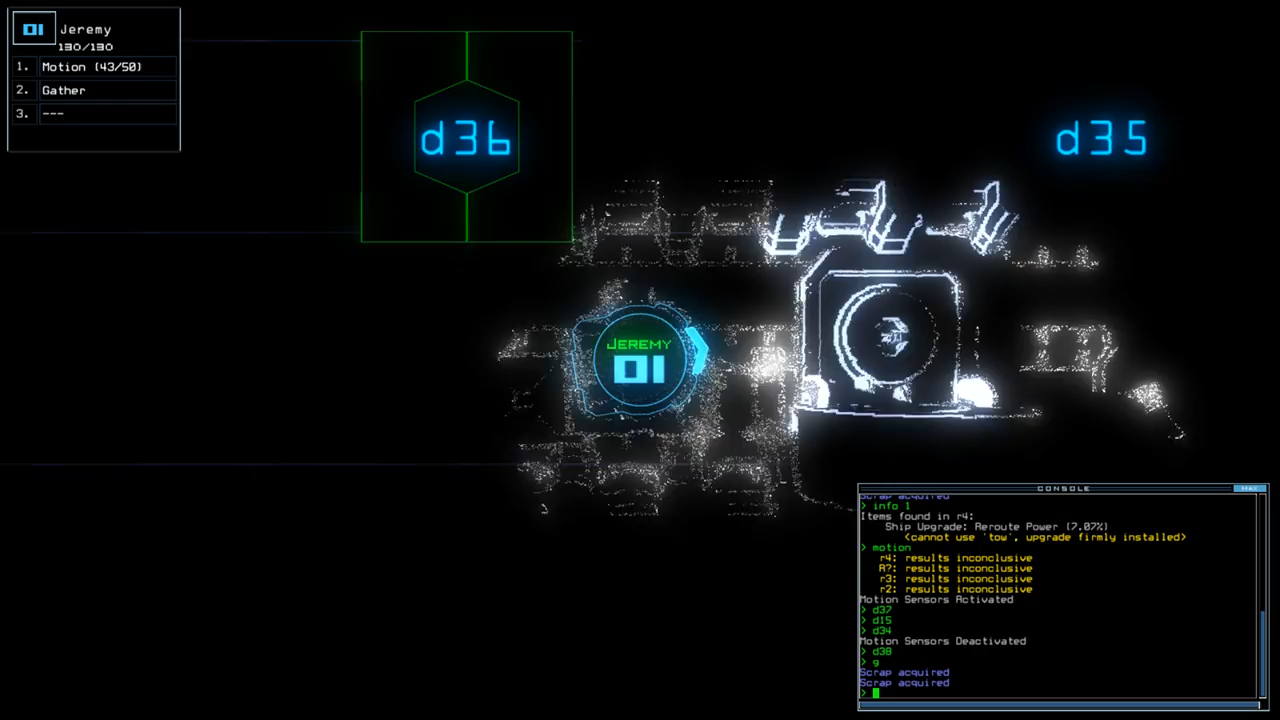 01 Jeremy
130/130
1. Motion (43/50)
2. Gather
3. ---
d36
d35
JEREMY
01
CONSOLE
MAX
Scrap acquired
> info 1
Items found in r4:
Ship Upgrade: Reroute Power (7.07%)
<cannot use 'tow', upgrade firmly installed>
> motion
r4: results inconclusive
R?: results inconclusive
r3: results inconclusive
r2: results inconclusive
Motion Sensors Activated
> d37
> d15
> d34
Motion Sensors Deactivated
> d38
> g
Scrap acquired
Scrap acquired
>